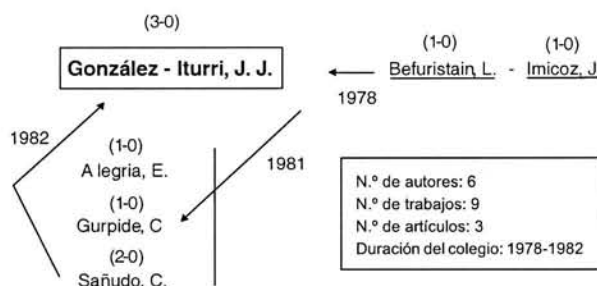 (3-0)
González - Iturri, J. J.
(1-0) (1-0)
Befuristain, L. - Imicoz, J
1978
1982
(1-0)
A legria, E.
1981
(1-0)
Gurpide, C
(2-0)
Sañudo, C.
N.º de autores: 6
N.º de trabajos: 9
N.º de artículos: 3
Duración del colegio: 1978-1982